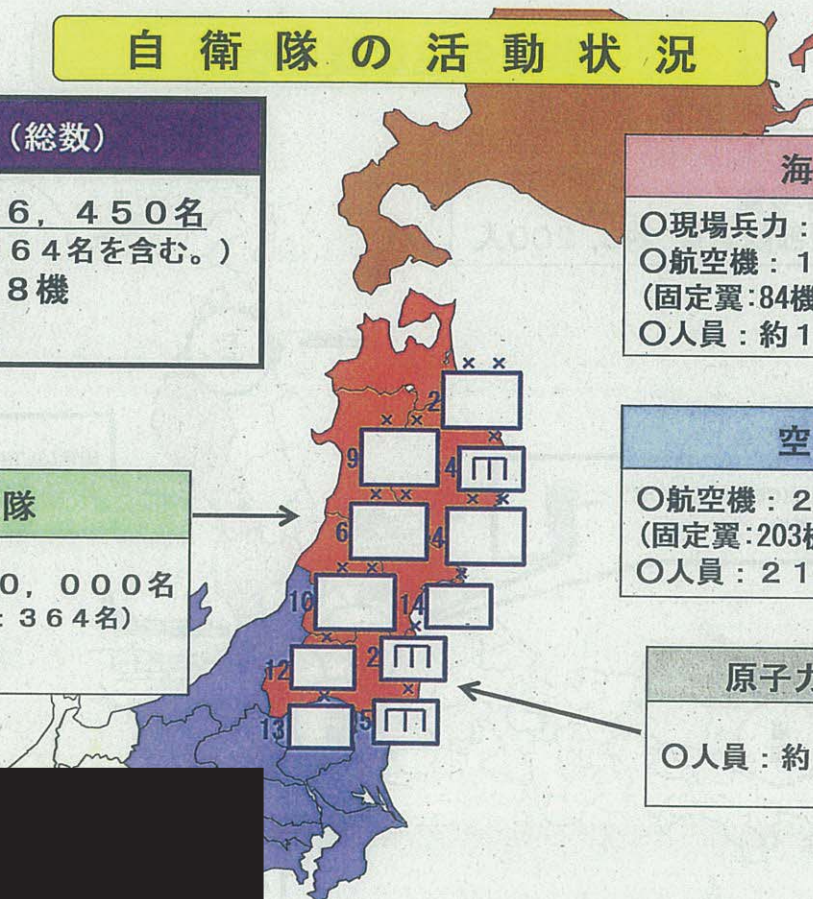 自衛隊の活動状況
(総数)
6,450名
64名を含む。)
8機
海
○現場兵力:
○航空機:1
(固定翼:84機
○人員:約1
空
○航空機:2
(固定翼:203機
○人員:21
隊
0,000名
:364名)
原子力
○人員:約
2
9
4
6
4
10
14
12
2
13
5